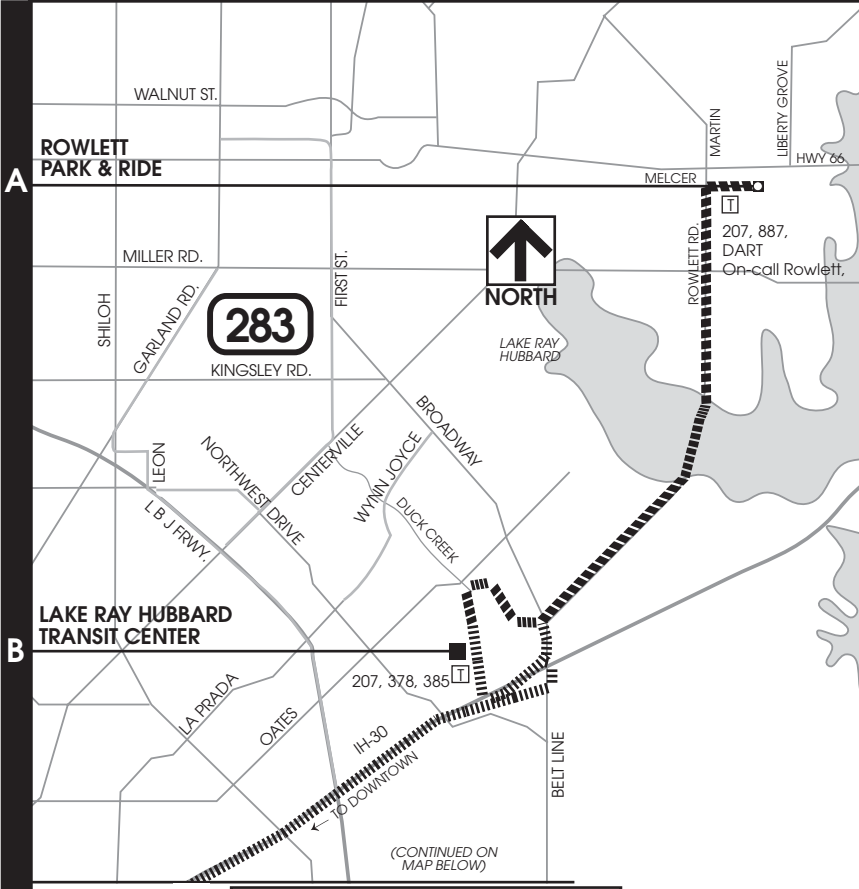 WALNUT ST.
MARTIN
LIBERTY GROVE
ROWLETT
PARK & RIDE
HWY 66
A
MELCER
T
207, 887,
DART
On-call Rowlett,
ROWLETT RD.
MILLER RD.
FIRST ST.
NORTH
SHILOH
GARLAND RD.
283
LAKE RAY
HUBBARD
KINGSLEY RD.
BROADWAY
CENTERVILLE
WYNN JOYCE
LEON
NORTHWEST DRIVE
DUCK CREEK
L B J FRWY.
LAKE RAY HUBBARD
TRANSIT CENTER
B
T
207, 378, 385
LA PRADA
OATES
IH-30
BELT LINE
← TO DOWNTOWN
(CONTINUED ON
MAP BELOW)